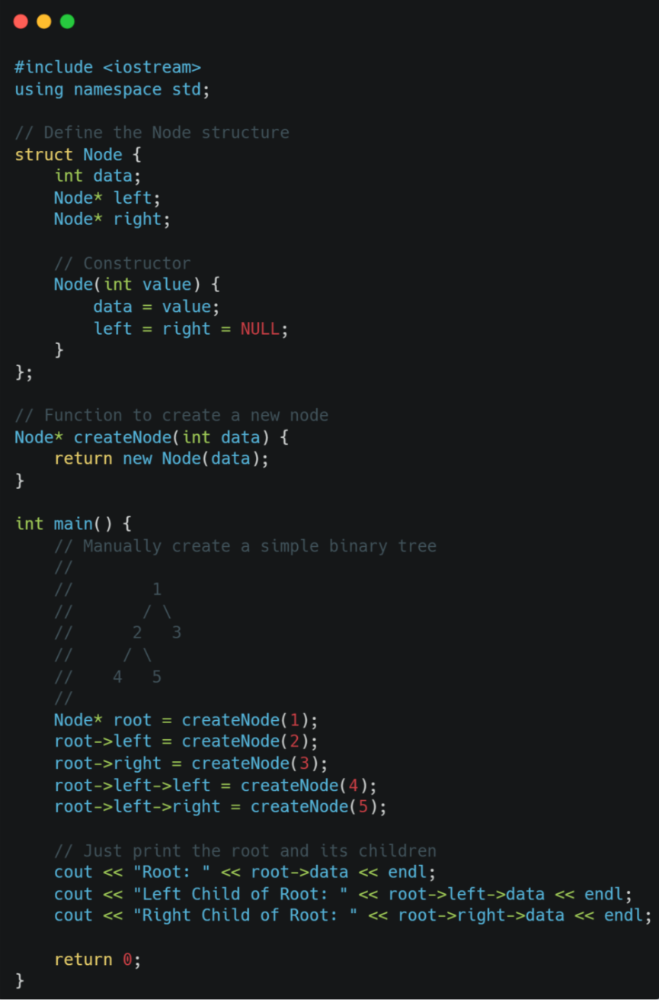 #include <iostream>
using namespace std;

// Define the Node structure
struct Node {
    int data;
    Node* left;
    Node* right;

    // Constructor
    Node(int value) {
        data = value;
        left = right = NULL;
    }
};

// Function to create a new node
Node* createNode(int data) {
    return new Node(data);
}

int main() {
    // Manually create a simple binary tree
    //
    //        1
    //       / \
    //      2   3
    //     / \
    //    4   5
    //
    Node* root = createNode(1);
    root->left = createNode(2);
    root->right = createNode(3);
    root->left->left = createNode(4);
    root->left->right = createNode(5);

    // Just print the root and its children
    cout << "Root: " << root->data << endl;
    cout << "Left Child of Root: " << root->left->data << endl;
    cout << "Right Child of Root: " << root->right->data << endl;

    return 0;
}